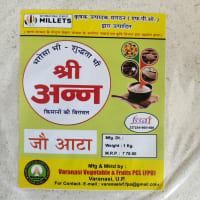 MILLETS
कृषक उत्पादक संगठन ( एफ.पी.ओ.)
द्वारा उत्पादित
भरोसा भी - शुद्धता भी
श्री
अन्न
किसानों की विरासत
जौ आटा
Mfg. Dt. :
Weight : 1 Kg
M.R.P. : ₹ 70.00
Mfg & Mktd by :
Varanasi Vegetable & Fruits PCL (FPO)
Varanasi, U.P.
For Contact: E-mail : varanasivf.fpo@gmail.com